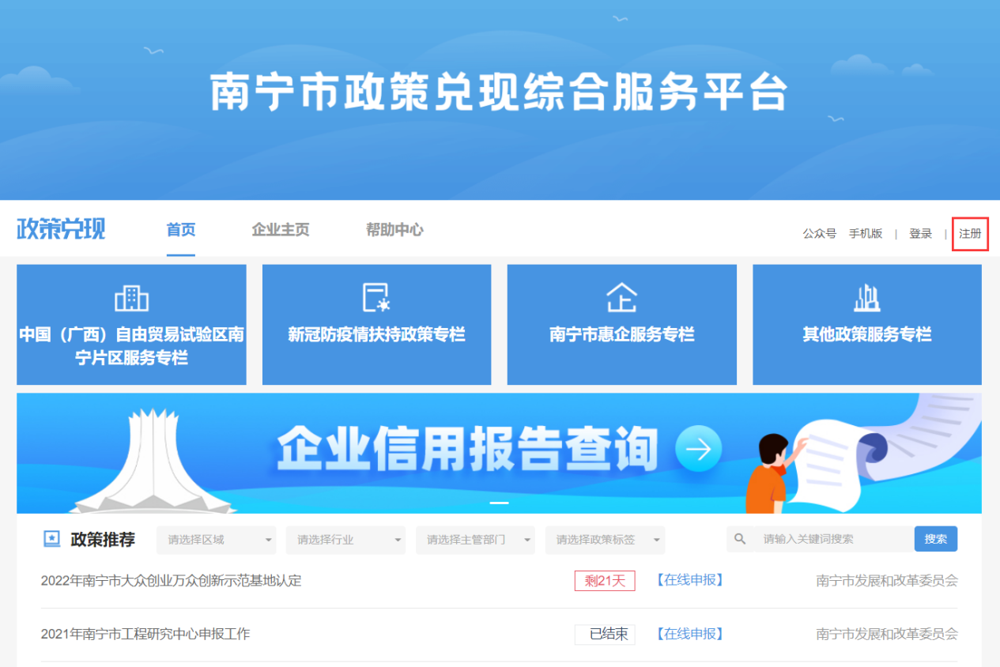 南宁市政策兑现综合服务平台
政策兑现 首页 企业主页 帮助中心 公众号 手机版 | 登录 | 注册
中国（广西）自由贸易试验区南
宁片区服务专栏
新冠防疫情扶持政策专栏
南宁市惠企服务专栏
其他政策服务专栏
企业信用报告查询
政策推荐 请选择区域 请选择行业 请选择主管部门 请选择政策标签 请输入关键词搜索 搜索
2022年南宁市大众创业万众创新示范基地认定 剩21天 【在线申报】 南宁市发展和改革委员会
2021年南宁市工程研究中心申报工作 已结束 【在线申报】 南宁市发展和改革委员会